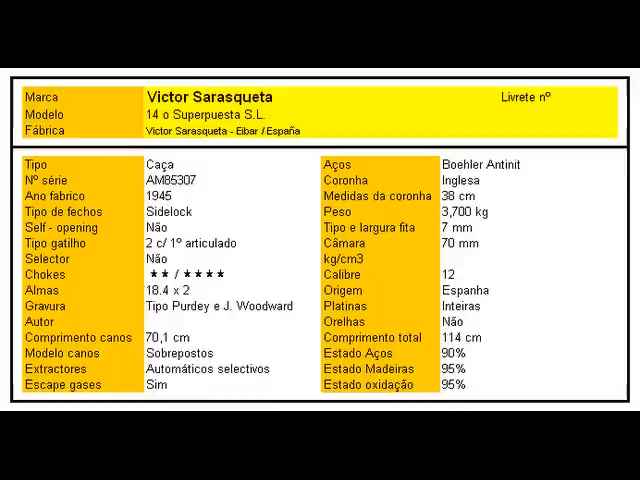 Marca Victor Sarasqueta Livrete nº
Modelo 14 o Superpuesta S.L.
Fábrica Victor Sarasqueta - Eibar / España
Tipo Caça Aços Boehler Antinit
Nº série AM85307 Coronha Inglesa
Ano fabrico 1945 Medidas da coronha 38 cm
Tipo de fechos Sidelock Peso 3,700 kg
Self - opening Não Tipo e largura fita 7 mm
Tipo gatilho 2 c/ 1º articulado Câmara 70 mm
Selector Não kg/cm3
Chokes ★★ / ★★★★ Calibre 12
Almas 18.4 x 2 Origem Espanha
Gravura Tipo Purdey e J. Woodward Platinas Inteiras
Autor Orelhas Não
Comprimento canos 70,1 cm Comprimento total 114 cm
Modelo canos Sobrepostos Estado Aços 90%
Extractores Automáticos selectivos Estado Madeiras 95%
Escape gases Sim Estado oxidação 95%